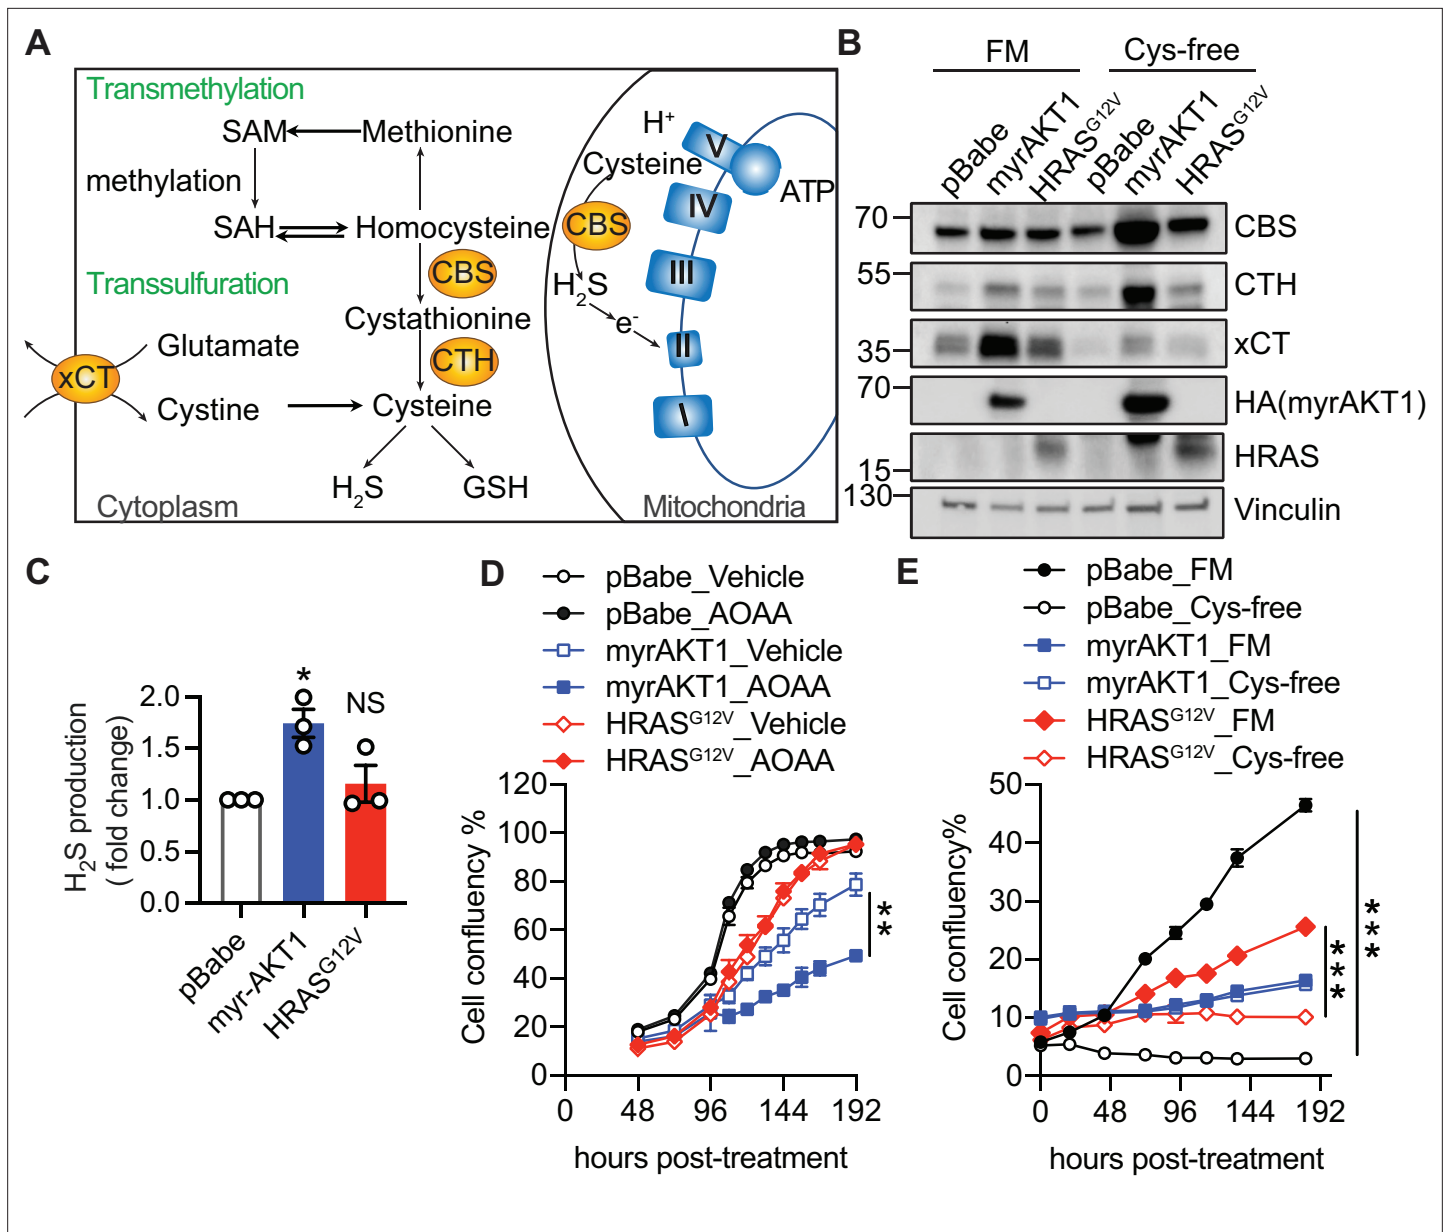 A
Transmethylation
SAM
Methionine
methylation
SAH
Homocysteine
CBS
Transsulfuration
Cystathionine
CTH
Glutamate
xCT
Cystine
Cysteine
H2S
GSH
Cytoplasm
H+
Cysteine
CBS
H2S
e-
V
IV
III
II
I
ATP
Mitochondria
B
FM
Cys-free
pBabe
myrAKT1
HRASG12V
pBabe
myrAKT1
HRASG12V
70
CBS
55
CTH
35
xCT
70
HA(myrAKT1)
15
HRAS
130
Vinculin
C
H2S production
( fold change)
2.0
1.5
1.0
0.5
0.0
*
NS
pBabe
myr-AKT1
HRASG12V
D
pBabe_Vehicle
pBabe_AOAA
myrAKT1_Vehicle
myrAKT1_AOAA
HRASG12V_Vehicle
HRASG12V_AOAA
Cell confluency %
120
100
80
60
40
20
0
**
0 48 96 144 192
hours post-treatment
E
pBabe_FM
pBabe_Cys-free
myrAKT1_FM
myrAKT1_Cys-free
HRASG12V_FM
HRASG12V_Cys-free
Cell confluency%
50
40
30
20
10
0
***
***
0 48 96 144 192
hours post-treatment